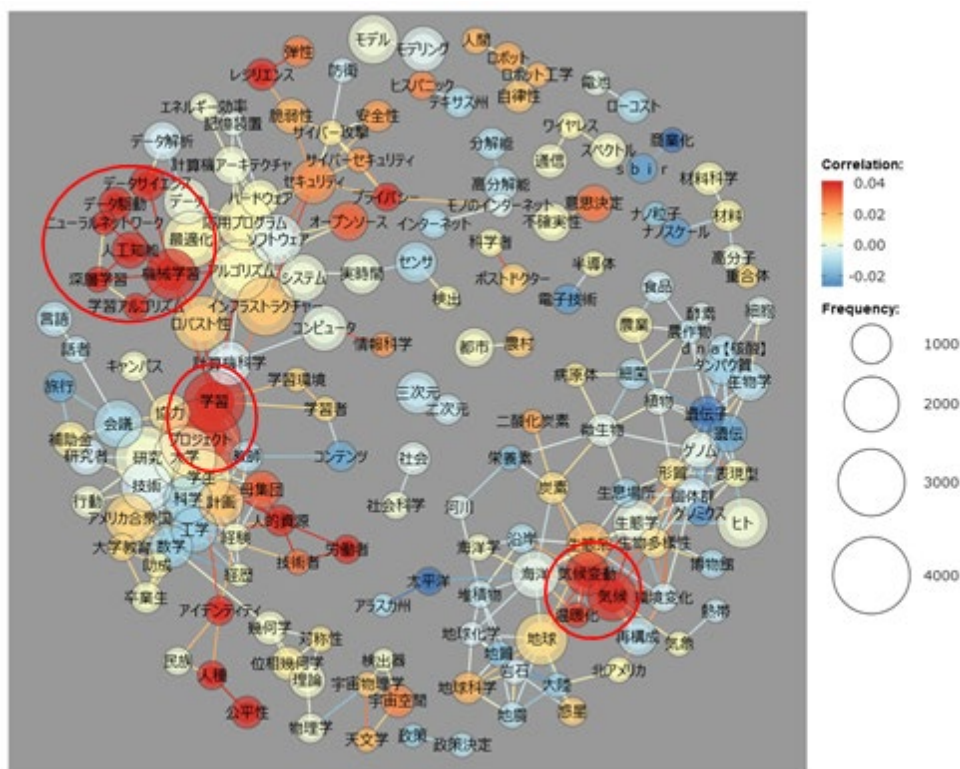 モデル
モデリング
人間
ロボット
ロボット工学
自律性
弾性
レジリエンス
防衛
ヒスパニック
テキサス州
電池
ローコスト
エネルギー効率
記憶装置
脆弱性
安全性
サイバー攻撃
ワイヤレス
通信
スペクトル
商業化
ｓｂｉｒ
データ解析
計算機アーキテクチャ
サイバーセキュリティ
分解能
高分解能
材料科学
データサイエンス
データ
ハードウェア
セキュリティ
プライバシー
モノのインターネット
意思決定
不確実性
ナノ粒子
ナノスケール
材料
データ駆動
ニューラルネットワーク
最適化
応用プログラム
オープンソース
インターネット
ソフトウェア
科学者
人工知能
深層学習
機械学習
アルゴリズム
システム
実時間
センサ
ポストドクター
半導体
電子技術
高分子
重合体
学習アルゴリズム
検出
食品
インフラストラクチャー
ロバスト性
コンピュータ
情報科学
言語
話者
都市
農村
農業
酵素
農作物
細胞
ｄｎａ【核酸】
タンパク質
生物学
計算機科学
キャンパス
旅行
学習環境
学習者
学習
協力
三次元
二次元
病原体
細菌
植物
遺伝子
遺伝
会議
補助金
研究者
研究
プロジェクト
大学
教師
コンテンツ
二酸化炭素
微生物
栄養素
ゲノム
技術
学生
社会
社会科学
炭素
形質
表現型
生息場所
個体群
ゲノミクス
行動
科学
計画
母集団
アメリカ合衆国
工学
人的資源
河川
生態学
ヒト
大学教育
数学
経験
技術者
労働者
海洋学
沿岸
生態系
生物多様性
助成
経歴
太平洋
海洋
気候変動
博物館
卒業生
アイデンティティ
アラスカ州
堆積物
気候
環境変化
熱帯
温暖化
幾何学
対称性
地球化学
地球
再構成
気象
民族
位相幾何学
理論
検出器
地質
岩石
北アメリカ
人種
宇宙物理学
宇宙空間
地球科学
大陸
公平性
物理学
天文学
政策
政策決定
地震
惑星
Correlation:
0.04
0.02
0.00
-0.02
Frequency:
1000
2000
3000
4000